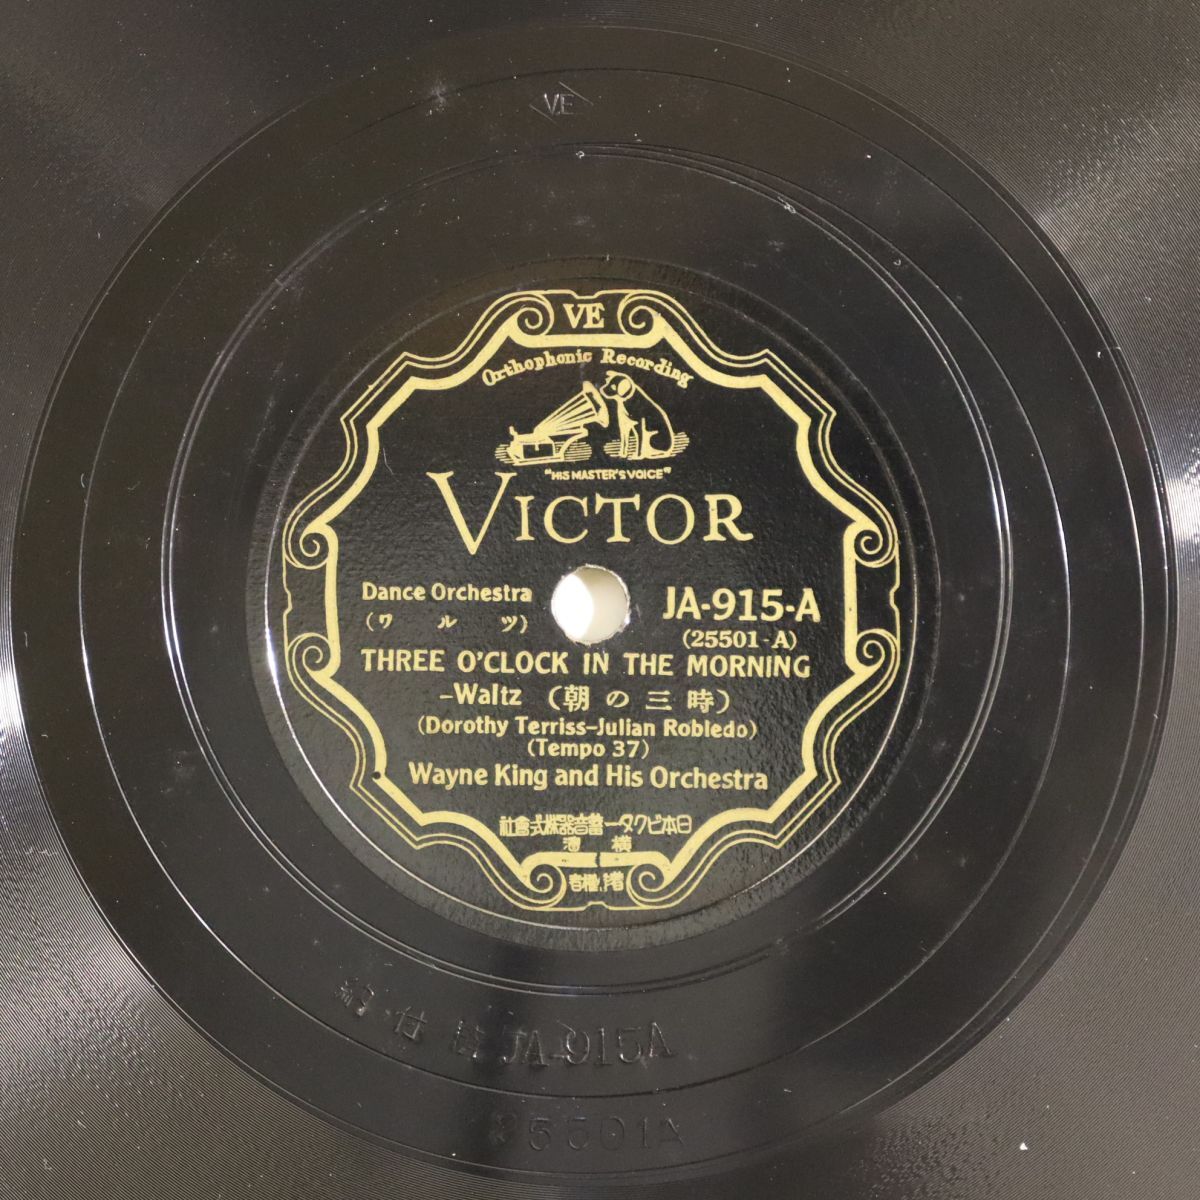 VE
VE
Orthophonic Recording
"HIS MASTER'S VOICE"
VICTOR
Dance Orchestra
(ワルツ)
JA-915-A
(25501-A)
THREE O'CLOCK IN THE MORNING
-Waltz (朝の三時)
(Dorothy Terriss-Julian Robledo)
(Tempo 37)
Wayne King and His Orchestra
社會式株器音蓄ータクビ本日
JA-915A
25501A